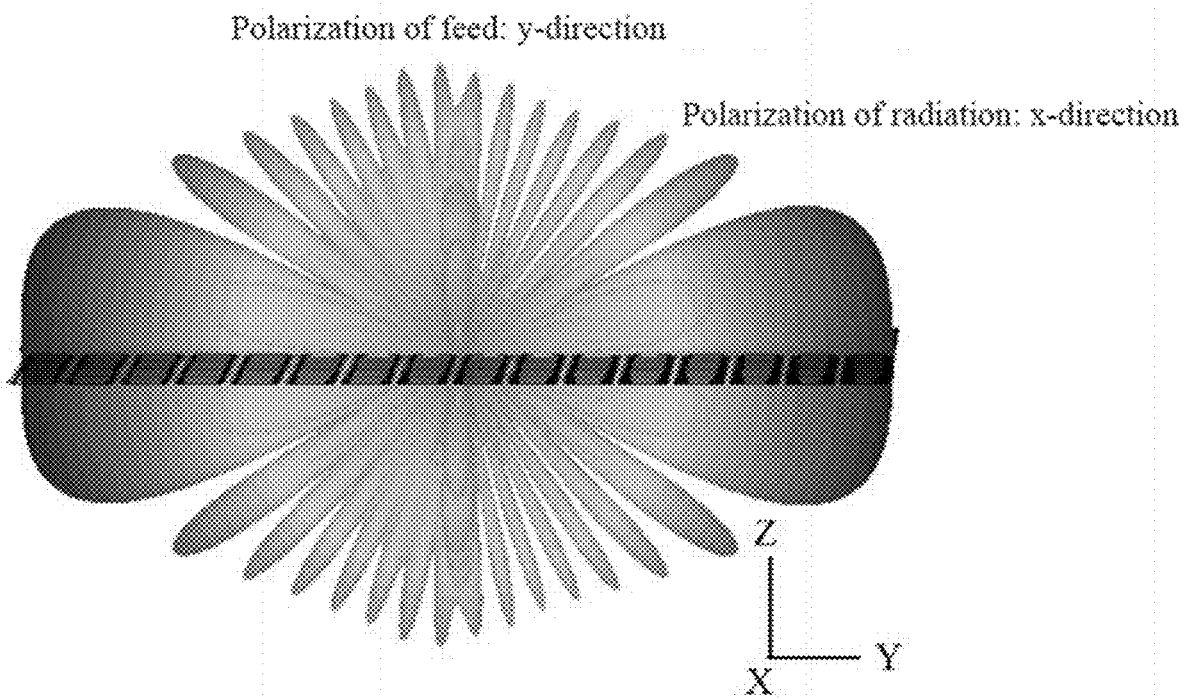 Polarization of feed: y-direction
Polarization of radiation: x-direction
Z
Y
X